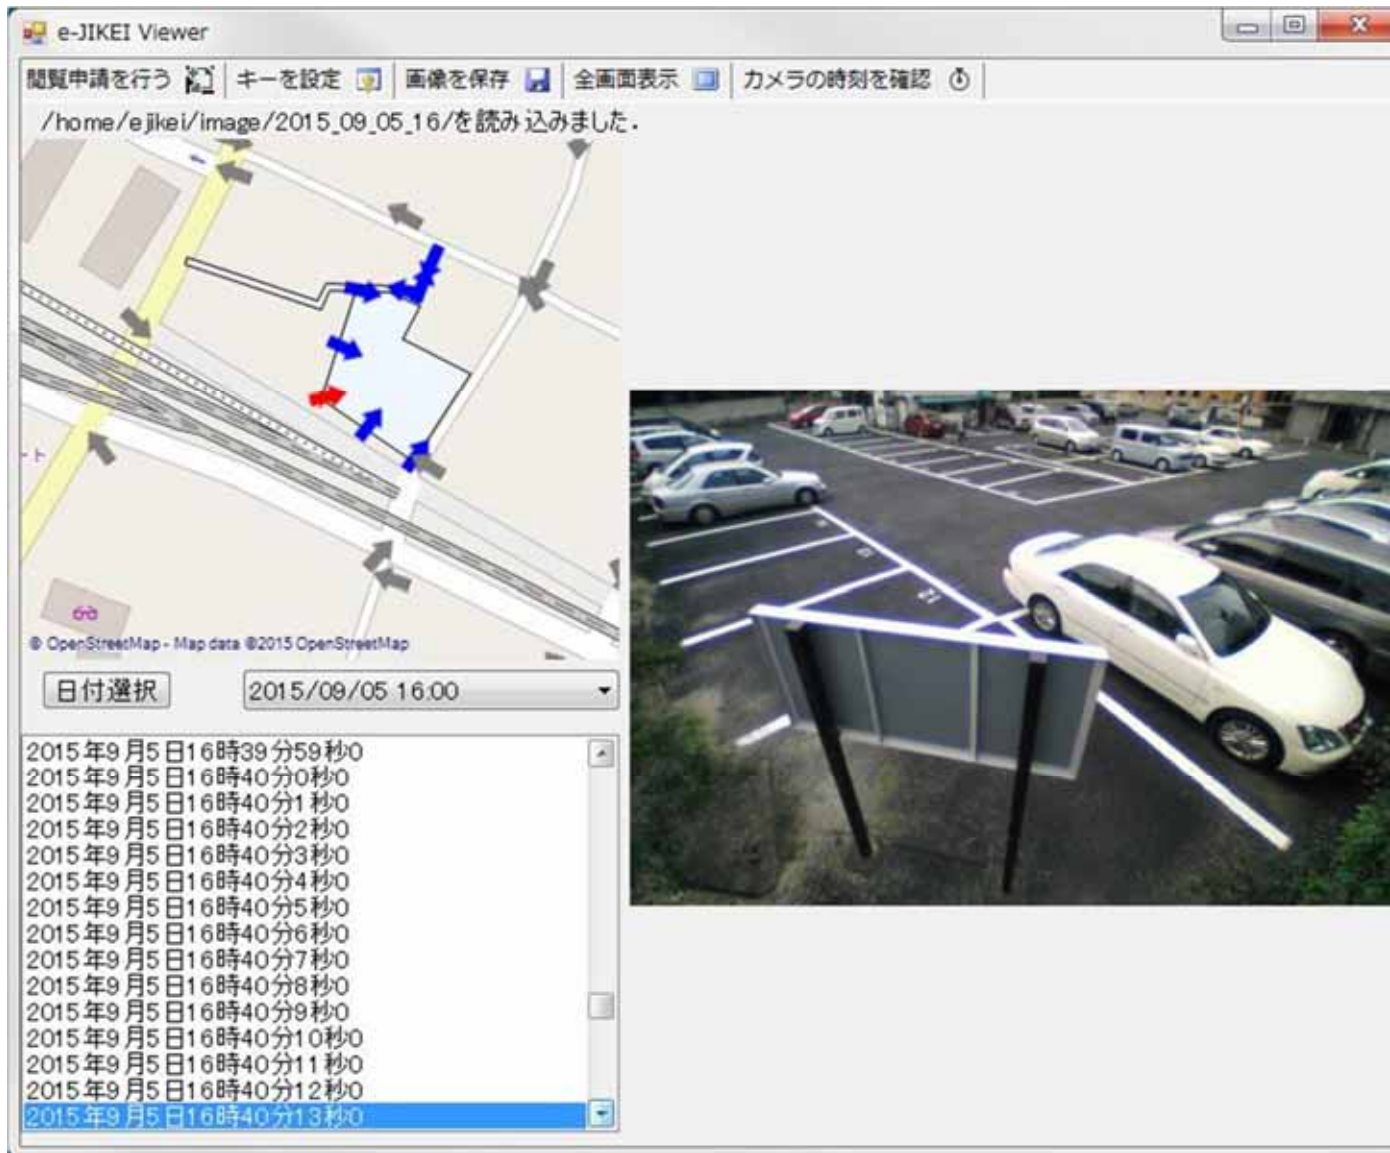 e-JIKEI Viewer
閲覧申請を行う キーを設定 画像を保存 全画面表示 カメラの時刻を確認
/home/ejikei/image/2015_09_05_16/を読み込みました.
ート
© OpenStreetMap - Map data ©2015 OpenStreetMap
日付選択 2015/09/05 16:00
2015年9月5日16時39分59秒0
2015年9月5日16時40分0秒0
2015年9月5日16時40分1秒0
2015年9月5日16時40分2秒0
2015年9月5日16時40分3秒0
2015年9月5日16時40分4秒0
2015年9月5日16時40分5秒0
2015年9月5日16時40分6秒0
2015年9月5日16時40分7秒0
2015年9月5日16時40分8秒0
2015年9月5日16時40分9秒0
2015年9月5日16時40分10秒0
2015年9月5日16時40分11秒0
2015年9月5日16時40分12秒0
2015年9月5日16時40分13秒0